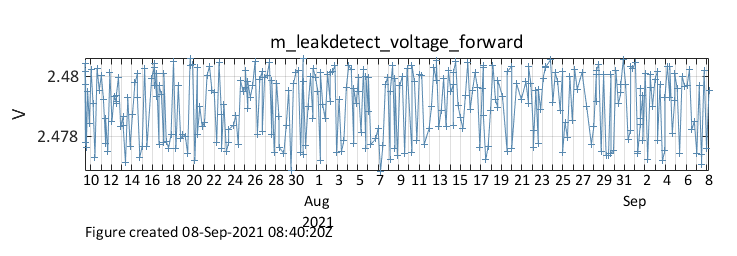 m_leakdetect_voltage_forward
2.48
V
2.478
10 12 14 16 18 20 22 24 26 28 30 1 3 5 7 9 11 13 15 17 19 21 23 25 27 29 31 2 4 6 8
Aug Sep
2021
Figure created 08-Sep-2021 08:40:20Z